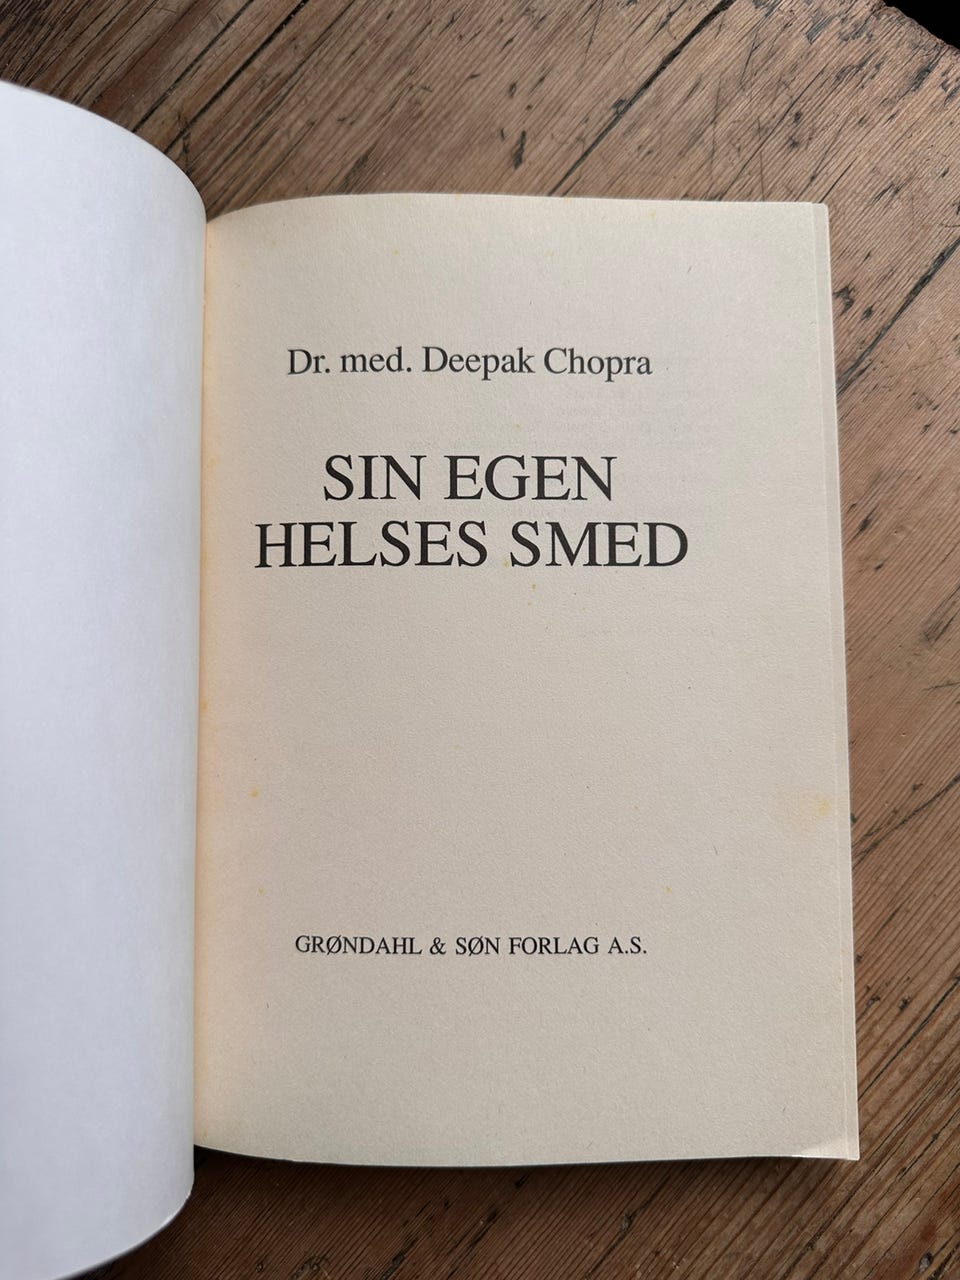 Dr. med. Deepak Chopra
SIN EGEN
HELSES SMED
GRØNDAHL & SØN FORLAG A.S.